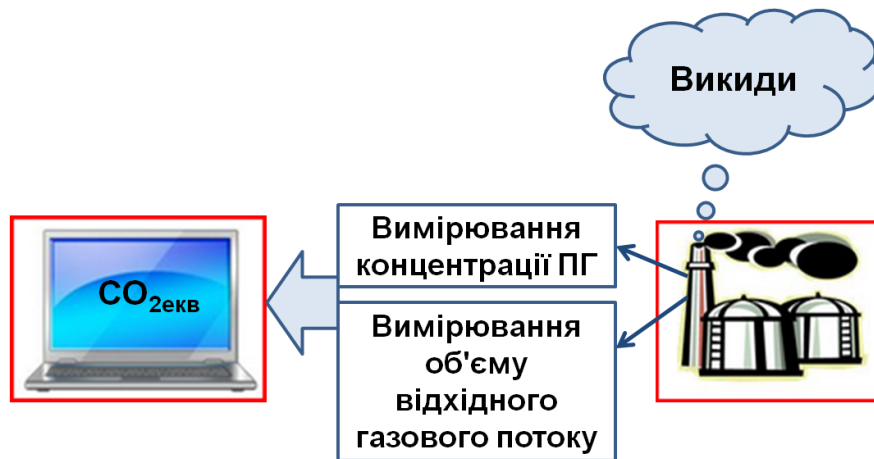 Викиди
Вимірювання
концентрації ПГ
CO2екв
Вимірювання
об'єму
відхідного
газового потоку